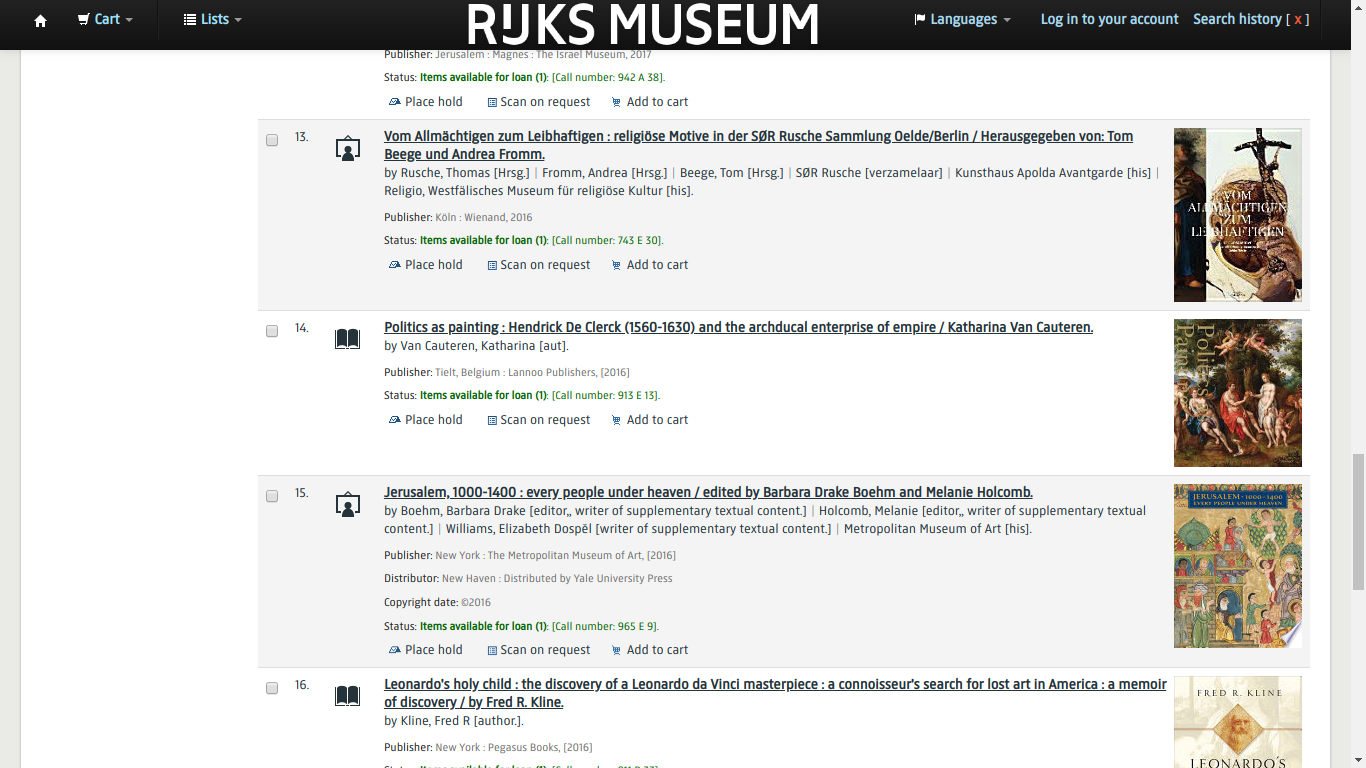 Cart
Lists
RIJKS MUSEUM
Languages
Log in to your account
Search history [ x ]
Publisher: Jerusalem : Magnes : The Israel Museum, 2017
Status: Items available for loan (1): [Call number: 942 A 38].
Place hold Scan on request Add to cart
13.
Vom Allmächtigen zum Leibhaftigen : religiöse Motive in der SØR Rusche Sammlung Oelde/Berlin / Herausgegeben von: Tom
Beege und Andrea Fromm.
by Rusche, Thomas [Hrsg.] | Fromm, Andrea [Hrsg.] | Beege, Tom [Hrsg.] | SØR Rusche [verzamelaar] | Kunsthaus Apolda Avantgarde [his] |
Religio, Westfälisches Museum für religiöse Kultur [his].
Publisher: Köln : Wienand, 2016
Status: Items available for loan (1): [Call number: 743 E 30].
Place hold Scan on request Add to cart
VOM
ALLMÄCHTIGEN
ZUM
LEIBHAFTIGEN
14.
Politics as painting : Hendrick De Clerck (1560-1630) and the archducal enterprise of empire / Katharina Van Cauteren.
by Van Cauteren, Katharina [aut].
Publisher: Tielt, Belgium : Lannoo Publishers, [2016]
Status: Items available for loan (1): [Call number: 913 E 13].
Place hold Scan on request Add to cart
15.
Jerusalem, 1000-1400 : every people under heaven / edited by Barbara Drake Boehm and Melanie Holcomb.
by Boehm, Barbara Drake [editor,, writer of supplementary textual content.] | Holcomb, Melanie [editor,, writer of supplementary textual
content.] | Williams, Elizabeth Dospěl [writer of supplementary textual content.] | Metropolitan Museum of Art [his].
Publisher: New York : The Metropolitan Museum of Art, [2016]
Distributor: New Haven : Distributed by Yale University Press
Copyright date: ©2016
Status: Items available for loan (1): [Call number: 965 E 9].
Place hold Scan on request Add to cart
JERUSALEM • 1000–1400
EVERY PEOPLE UNDER HEAVEN
16.
Leonardo's holy child : the discovery of a Leonardo da Vinci masterpiece : a connoisseur's search for lost art in America : a memoir
of discovery / by Fred R. Kline.
by Kline, Fred R [author.].
Publisher: New York : Pegasus Books, [2016]
FRED R. KLINE
LEONARDO'S